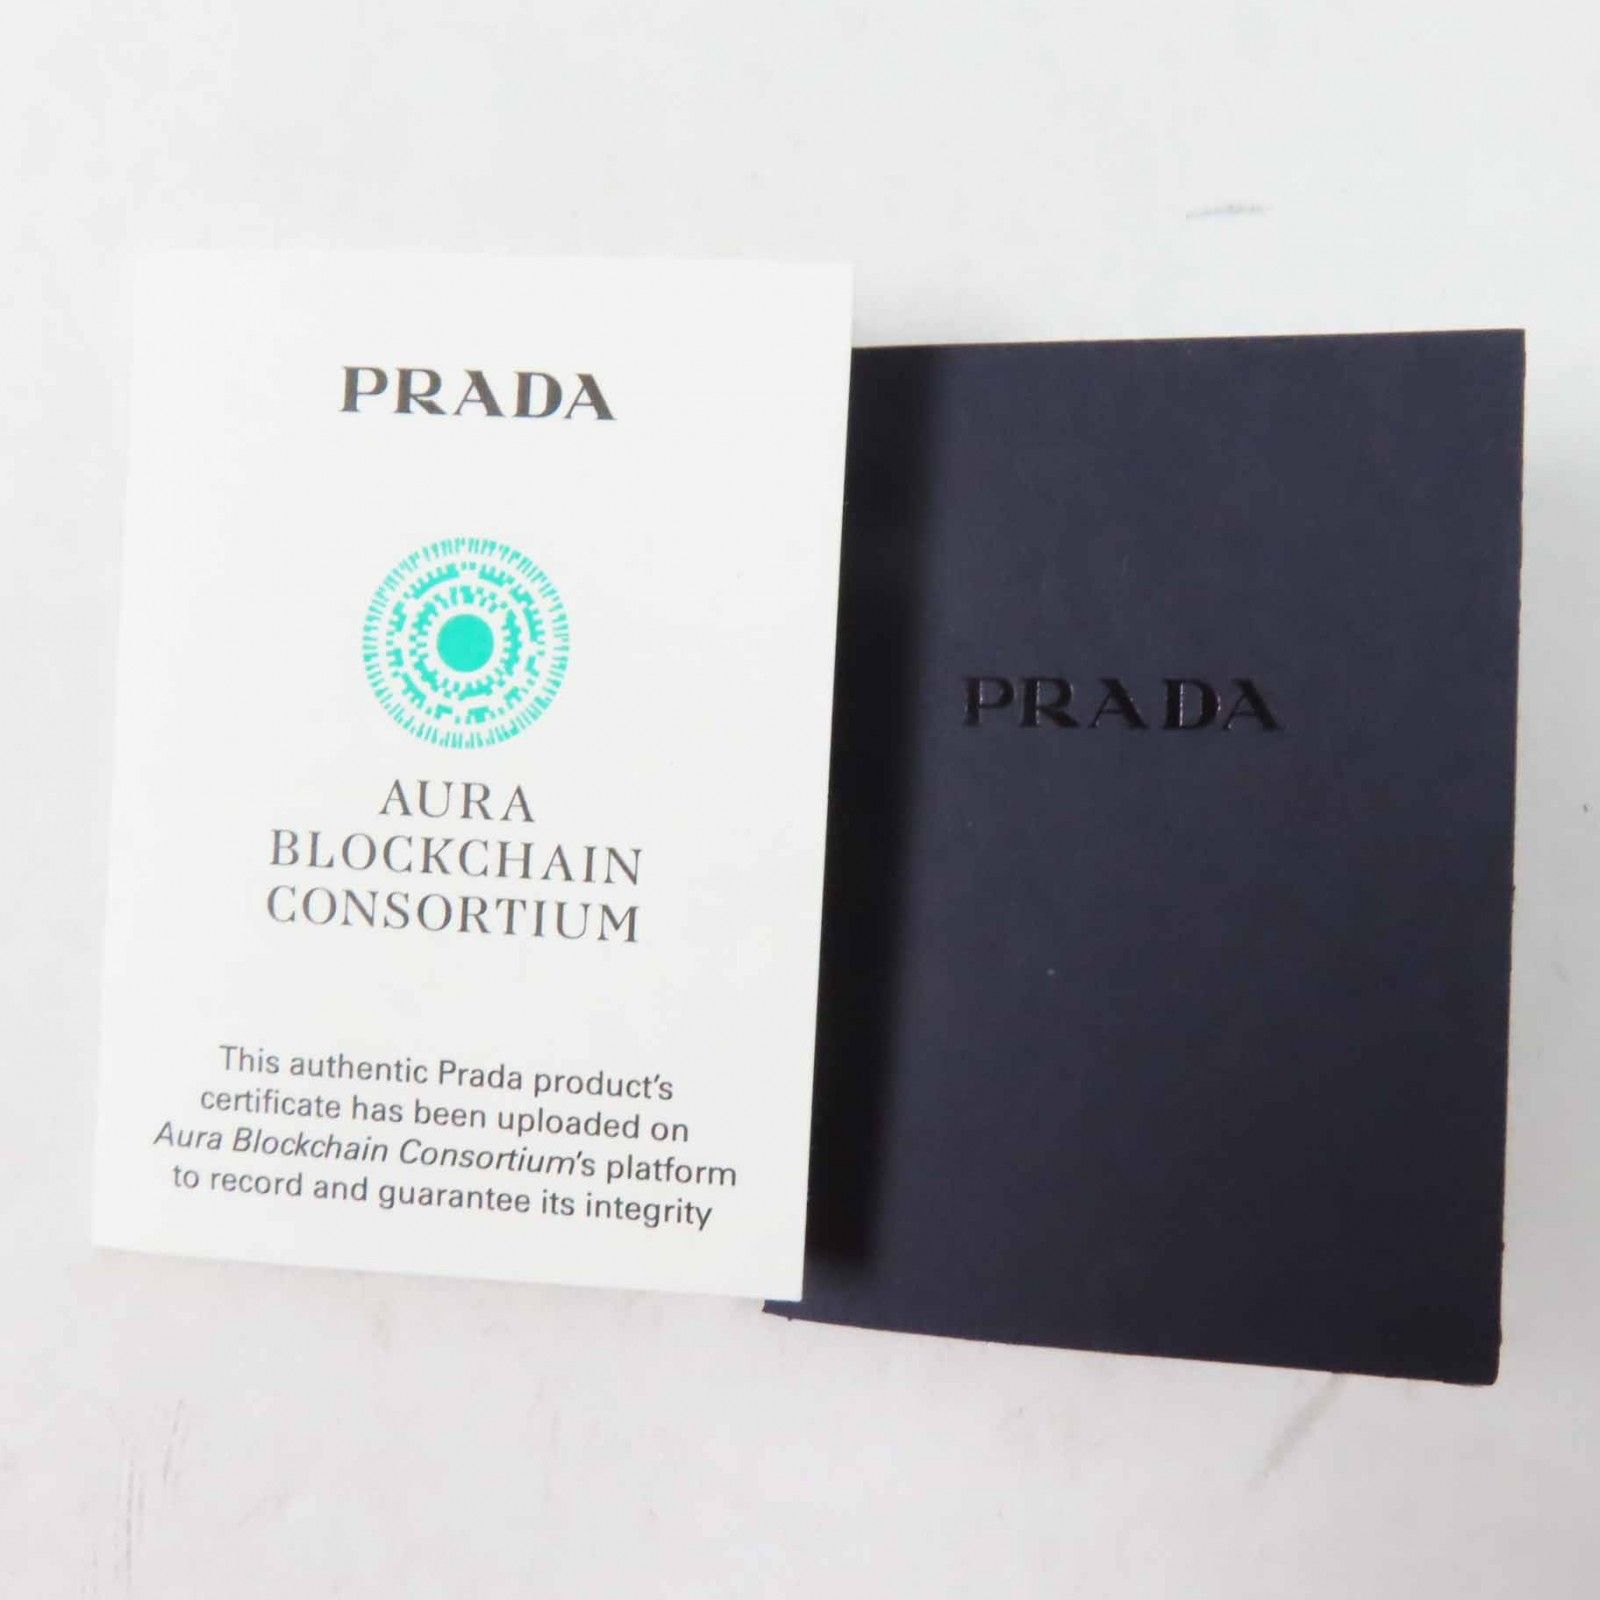 PRADA
AURA
BLOCKCHAIN
CONSORTIUM
This authentic Prada product's
certificate has been uploaded on
Aura Blockchain Consortium's platform
to record and guarantee its integrity
PRADA